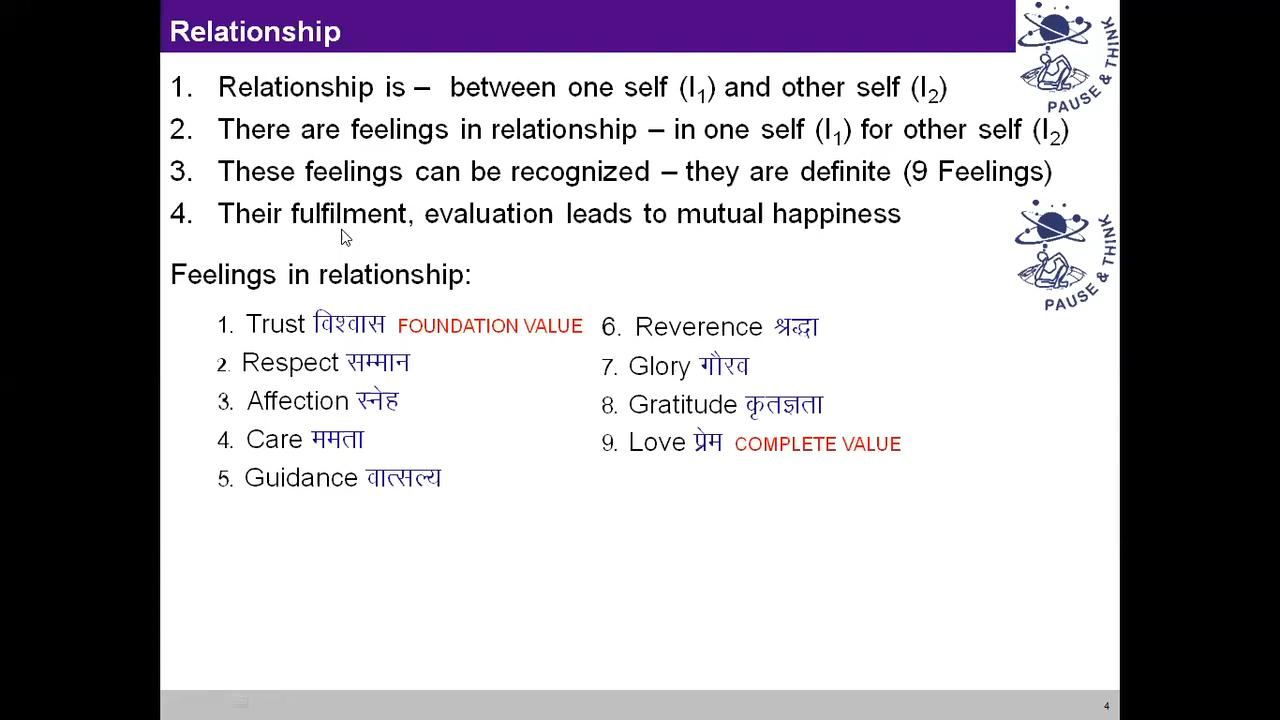 Relationship
PAUSE & THINK
1. Relationship is – between one self (I1) and other self (I2)
2. There are feelings in relationship – in one self (I1) for other self (I2)
3. These feelings can be recognized – they are definite (9 Feelings)
4. Their fulfilment, evaluation leads to mutual happiness
PAUSE & THINK
Feelings in relationship:
1. Trust विश्वास FOUNDATION VALUE
2. Respect सम्मान
3. Affection स्नेह
4. Care ममता
5. Guidance वात्सल्य
6. Reverence श्रद्धा
7. Glory गौरव
8. Gratitude कृतज्ञता
9. Love प्रेम COMPLETE VALUE
4